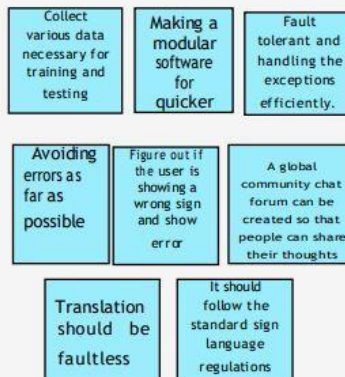 Collect
various data
necessary for
training and
testing
Making a
modular
software
for
quicker
Fault
tolerant and
handling the
exceptions
efficiently.
Avoiding
errors as
far as
possible
Figure out if
the user is
showing a
wrong sign
and show
error
A global
community chat
forum can be
created so that
people can share
their thoughts
Translation
should be
faultless
It should
follow the
standard sign
language
regulations